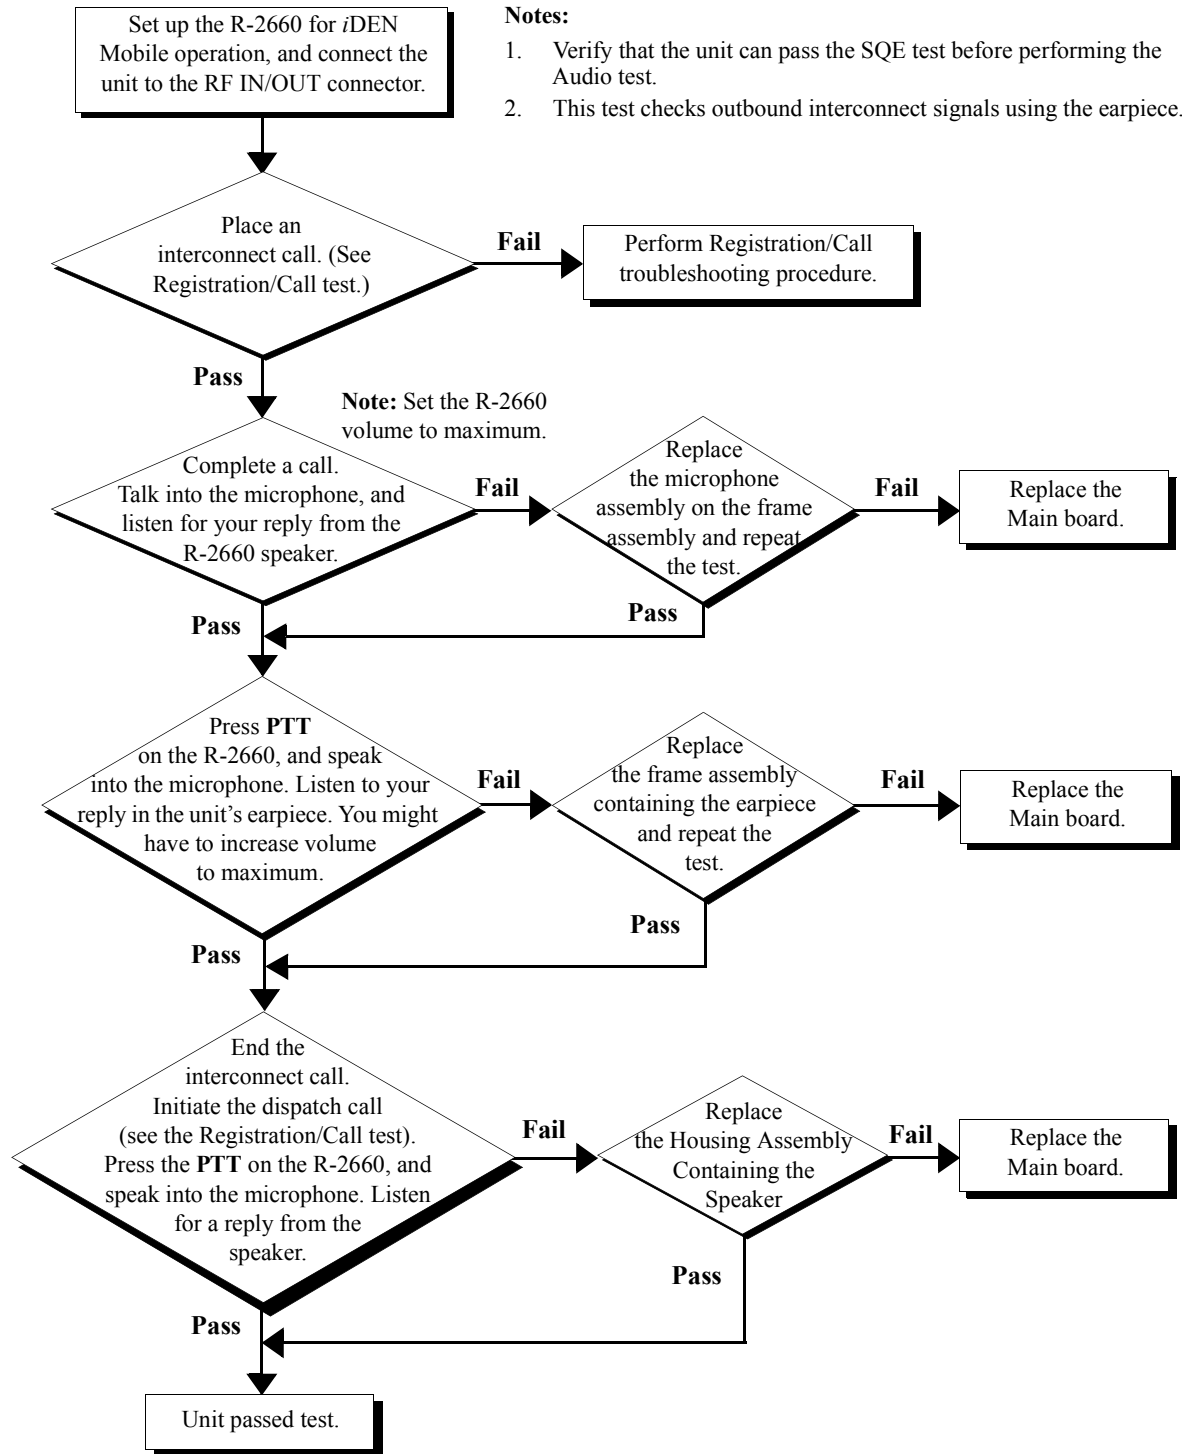 Set up the R-2660 for iDEN
Mobile operation, and connect the
unit to the RF IN/OUT connector.
Notes:
1. Verify that the unit can pass the SQE test before performing the
Audio test.
2. This test checks outbound interconnect signals using the earpiece.
Place an
interconnect call. (See
Registration/Call test.)
Fail
Perform Registration/Call
troubleshooting procedure.
Pass
Note: Set the R-2660
volume to maximum.
Complete a call.
Talk into the microphone, and
listen for your reply from the
R-2660 speaker.
Fail
Replace
the microphone
assembly on the frame
assembly and repeat
the test.
Fail
Replace the
Main board.
Pass
Pass
Press PTT
on the R-2660, and speak
into the microphone. Listen to your
reply in the unit’s earpiece. You might
have to increase volume
to maximum.
Fail
Replace
the frame assembly
containing the earpiece
and repeat the
test.
Fail
Replace the
Main board.
Pass
Pass
End the
interconnect call.
Initiate the dispatch call
(see the Registration/Call test).
Press the PTT on the R-2660, and
speak into the microphone. Listen
for a reply from the
speaker.
Fail
Replace
the Housing Assembly
Containing the
Speaker
Fail
Replace the
Main board.
Pass
Pass
Unit passed test.